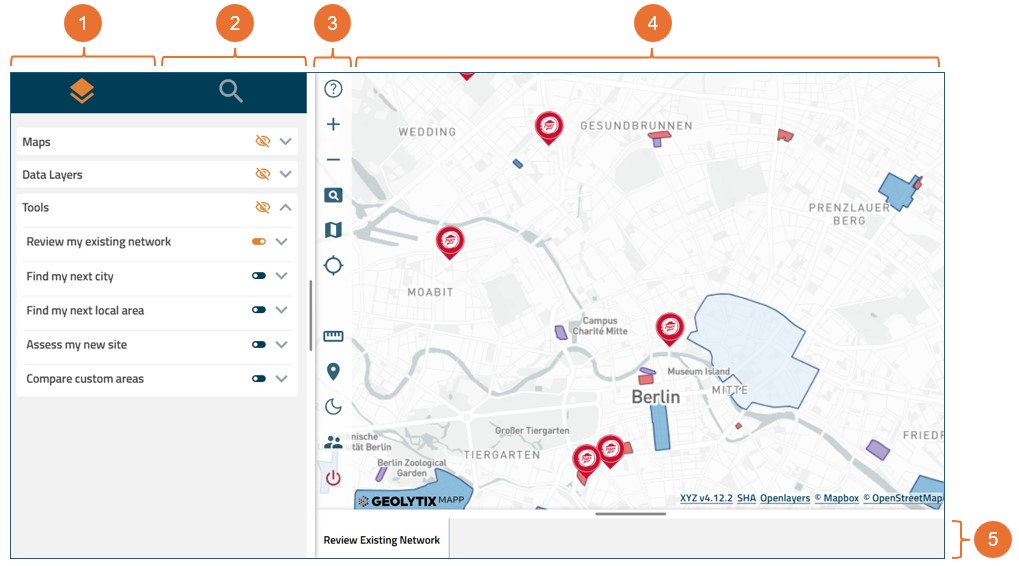 1
2
3
4
Maps
Data Layers
Tools
Review my existing network
Find my next city
Find my next local area
Assess my new site
Compare custom areas
?
WEDDING
GESUNDBRUNNEN
PRENZLAUER
BERG
MOABIT
Campus
Charité Mitte
Museum Island
MITTE
Berlin
Großer Tiergarten
TIERGARTEN
nische
tät Berlin
Berlin Zoological
Garden
FRIEDR
GEOLYTIX MAPP
XYZ v4.12.2 SHA Openlayers © Mapbox © OpenStreetMap
Review Existing Network
5